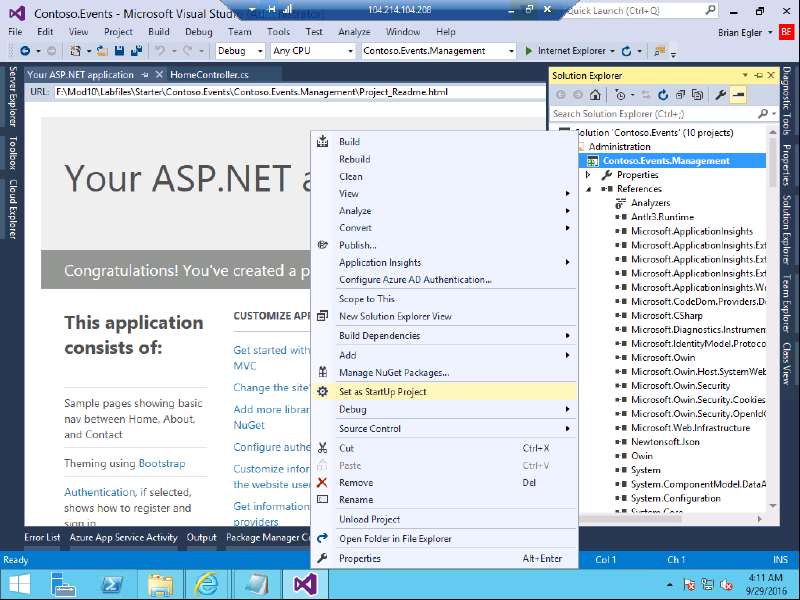 Contoso.Events - Microsoft Visual Studio
104.214.104.208
Quick Launch (Ctrl+Q)
File Edit View Project Build Debug Team Tools Test Analyze Window Help
Brian Egler
BE
Debug Any CPU Contoso.Events.Management Internet Explorer
Server Explorer
Toolbox
Cloud Explorer
Your ASP.NET application
HomeController.cs
URL: F:\Mod10\Labfiles\Starter\Contoso.Events\Contoso.Events.Management\Project_Readme.html
Your ASP.NET
Congratulations! You've created a
This application
consists of:
Sample pages showing basic
nav between Home, About,
and Contact
Theming using Bootstrap
Authentication, if selected,
shows how to register and
sign in
CUSTOMIZE
Get started with
MVC
Change the
Add more
NuGet
Configure
Customize
the website
Get information
providers
Build
Rebuild
Clean
View
Analyze
Convert
Publish...
Application Insights
Configure Azure AD Authentication...
Scope to This
New Solution Explorer View
Build Dependencies
Add
Manage NuGet Packages...
Set as StartUp Project
Debug
Source Control
Cut Ctrl+X
Paste Ctrl+V
Remove Del
Rename
Unload Project
Open Folder in File Explorer
Properties Alt+Enter
Solution Explorer
Search Solution Explorer (Ctrl+;)
Solution 'Contoso.Events' (10 projects)
Administration
Contoso.Events.Management
Properties
References
Analyzers
Antlr3.Runtime
Microsoft.ApplicationInsights
Microsoft.ApplicationInsights.Ext
Microsoft.ApplicationInsights.Ext
Microsoft.ApplicationInsights.Ext
Microsoft.ApplicationInsights.W
Microsoft.CodeDom.Providers.D
Microsoft.CSharp
Microsoft.Diagnostics.Instrumen
Microsoft.IdentityModel.Protoco
Microsoft.Owin
Microsoft.Owin.Host.SystemWeb
Microsoft.Owin.Security
Microsoft.Owin.Security.Cookies
Microsoft.Owin.Security.OpenId
Microsoft.Web.Infrastructure
Newtonsoft.Json
Owin
System
System.ComponentModel.DataA
System.Configuration
System.Core
Diagnostic Tools
Properties
Solution Explorer
Team Explorer
Class View
Error List Azure App Service Activity Output Package Manager
Ready
Col 1 Ch 1 INS
4:11 AM
9/29/2016